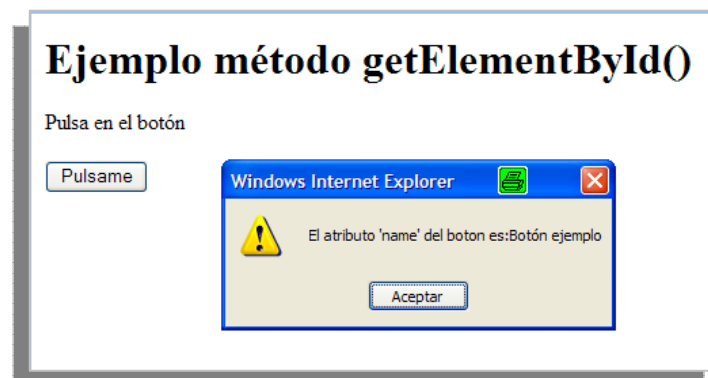 Ejemplo método getElementById()
Pulsa en el botón
Pulsame
Windows Internet Explorer
El atributo 'name' del boton es:Botón ejemplo
Aceptar